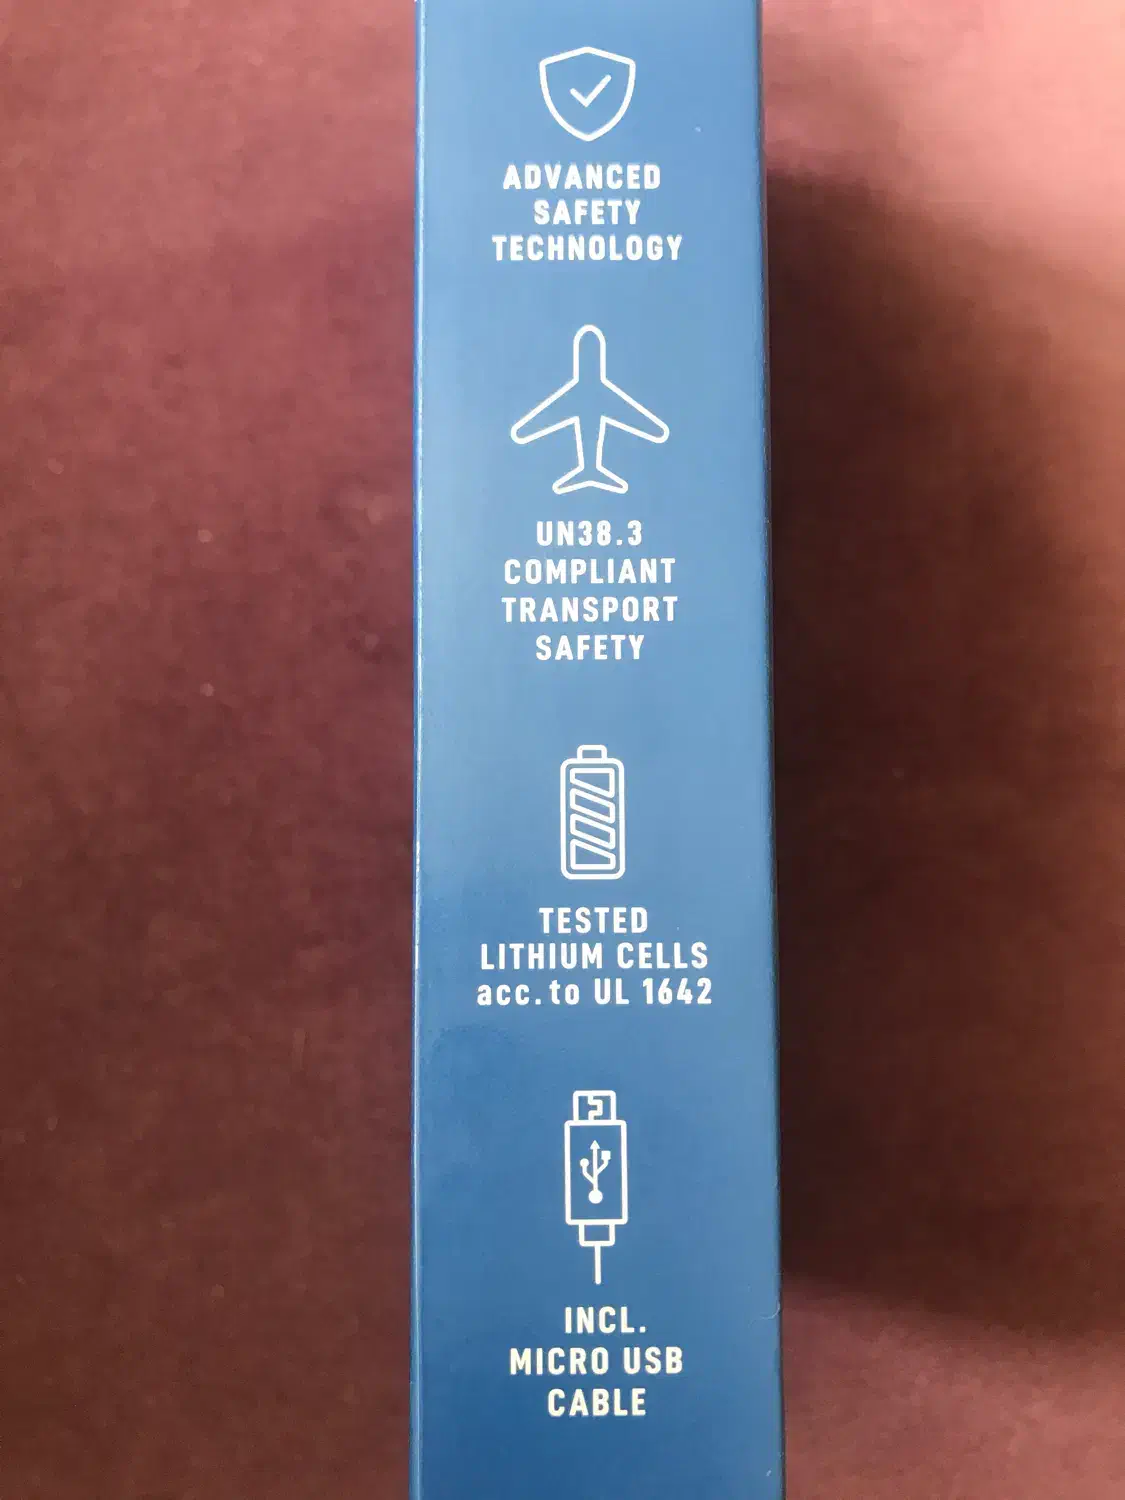 ADVANCED
SAFETY
TECHNOLOGY
UN38.3
COMPLIANT
TRANSPORT
SAFETY
TESTED
LITHIUM CELLS
acc. to UL 1642
INCL.
MICRO USB
CABLE